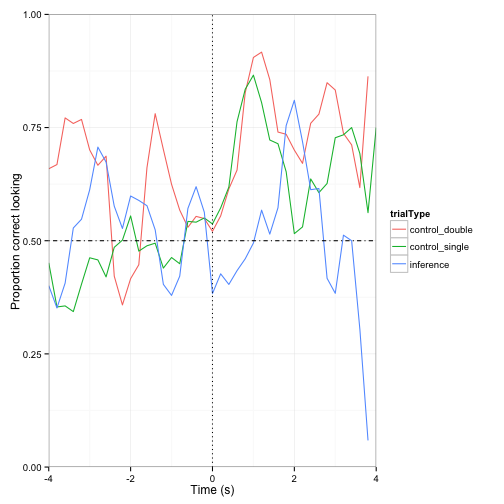 1.00
0.75
0.50
0.25
0.00
Proportion correct looking
-4
-2
0
2
4
Time (s)
trialType
control_double
control_single
inference